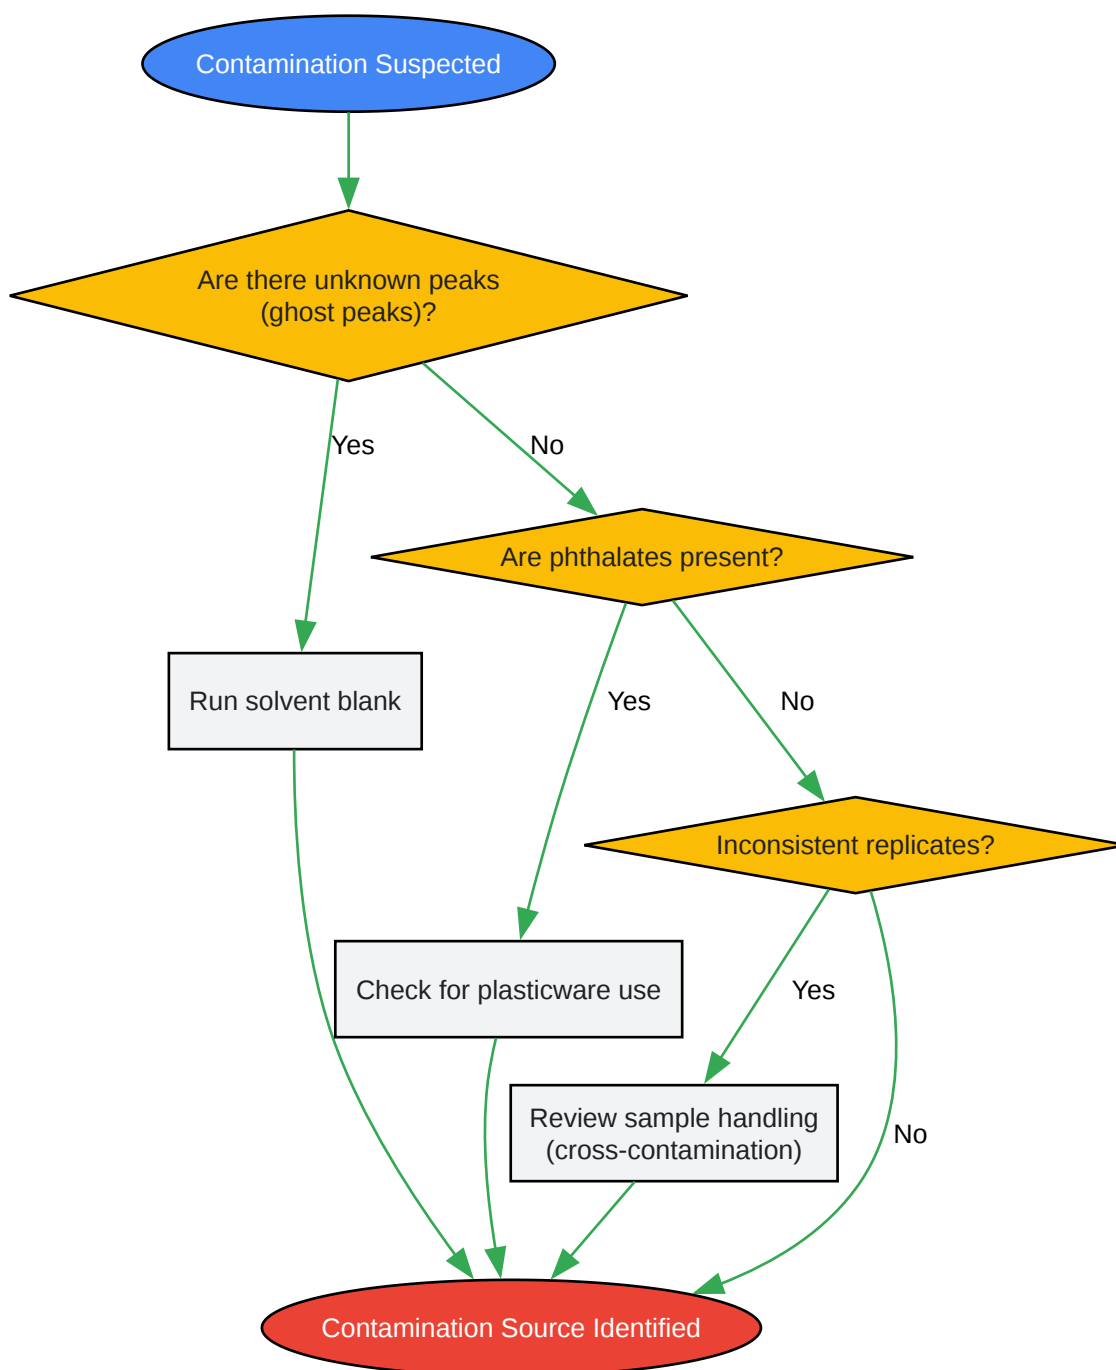 Contamination Suspected
Are there unknown peaks
(ghost peaks)?
Yes
No
Are phthalates present?
Run solvent blank
Yes
No
Inconsistent replicates?
Check for plasticware use
Yes
Review sample handling
(cross-contamination)
No
Contamination Source Identified